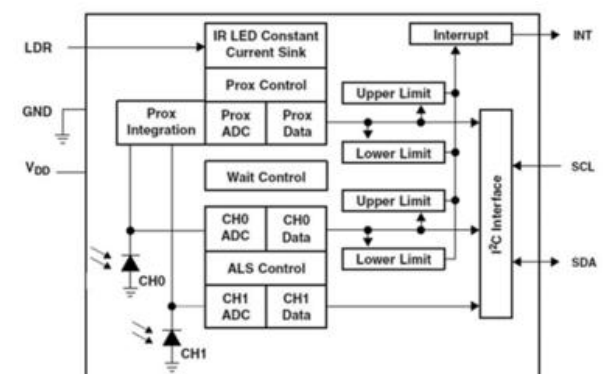 LDR
GND
VDD
IR LED Constant
Current Sink
Prox Control
Prox
Integration
Prox
ADC
Prox
Data
Wait Control
CH0
ADC
CH0
Data
ALS Control
CH1
ADC
CH1
Data
CH0
CH1
Interrupt
Upper Limit
Lower Limit
Upper Limit
Lower Limit
I²C Interface
INT
SCL
SDA